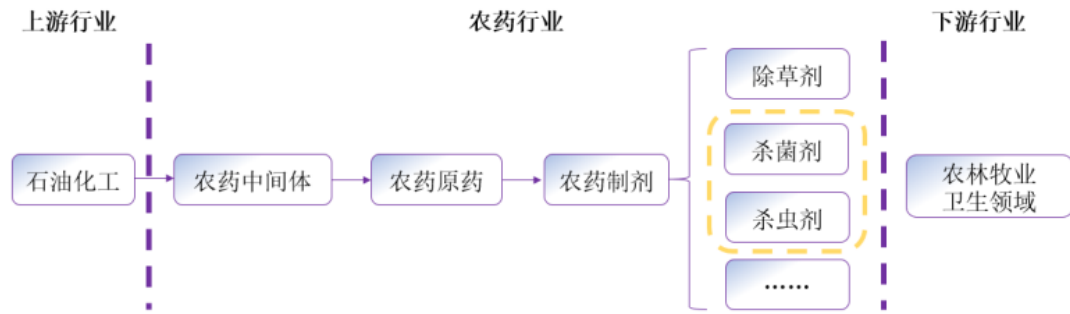 上游行业
农药行业
下游行业
石油化工
农药中间体
农药原药
农药制剂
除草剂
杀菌剂
杀虫剂
……
农林牧业
卫生领域